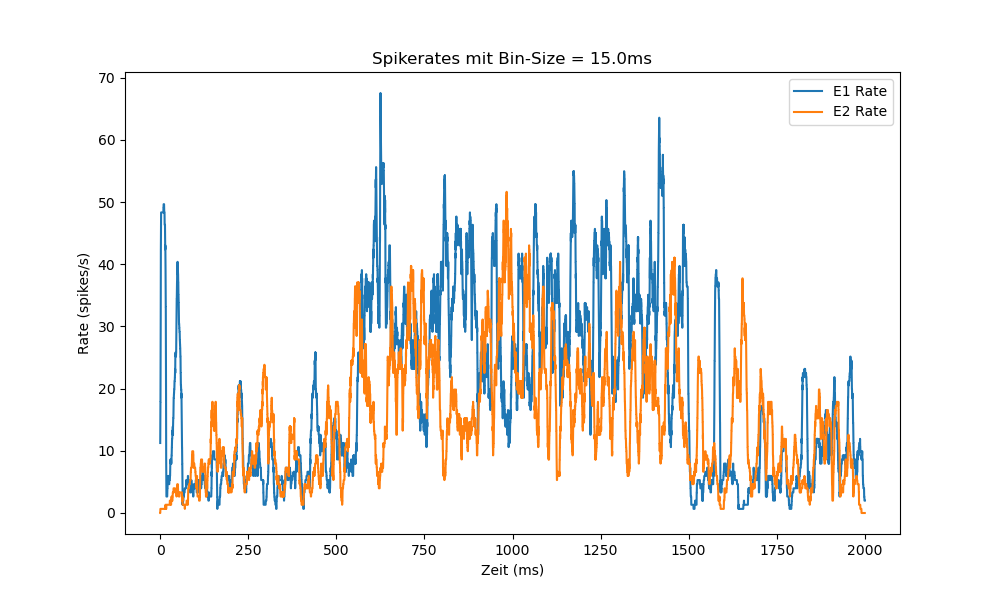 Spikerates mit Bin-Size = 15.0ms
E1 Rate
E2 Rate
Rate (spikes/s)
70
60
50
40
30
20
10
0
0 250 500 750 1000 1250 1500 1750 2000
Zeit (ms)